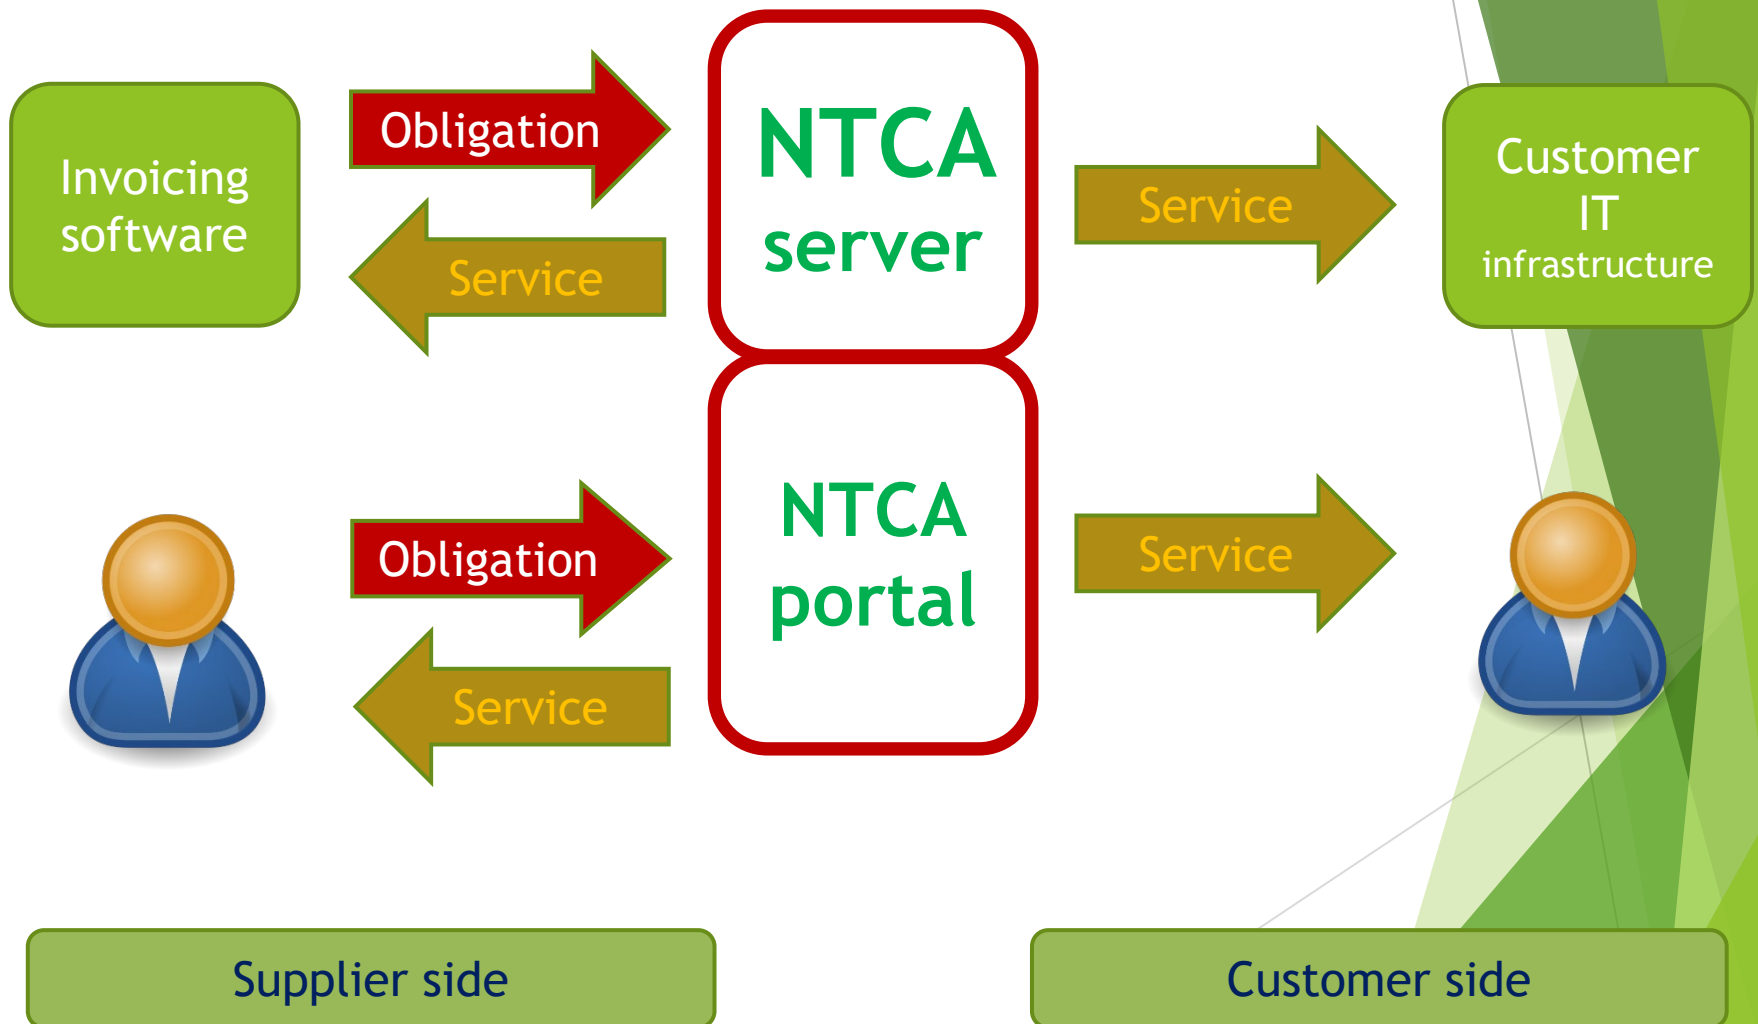 Invoicing
software
Obligation
Service
NTCA
server
Service
Customer
IT
infrastructure
Obligation
Service
NTCA
portal
Service
Supplier side
Customer side